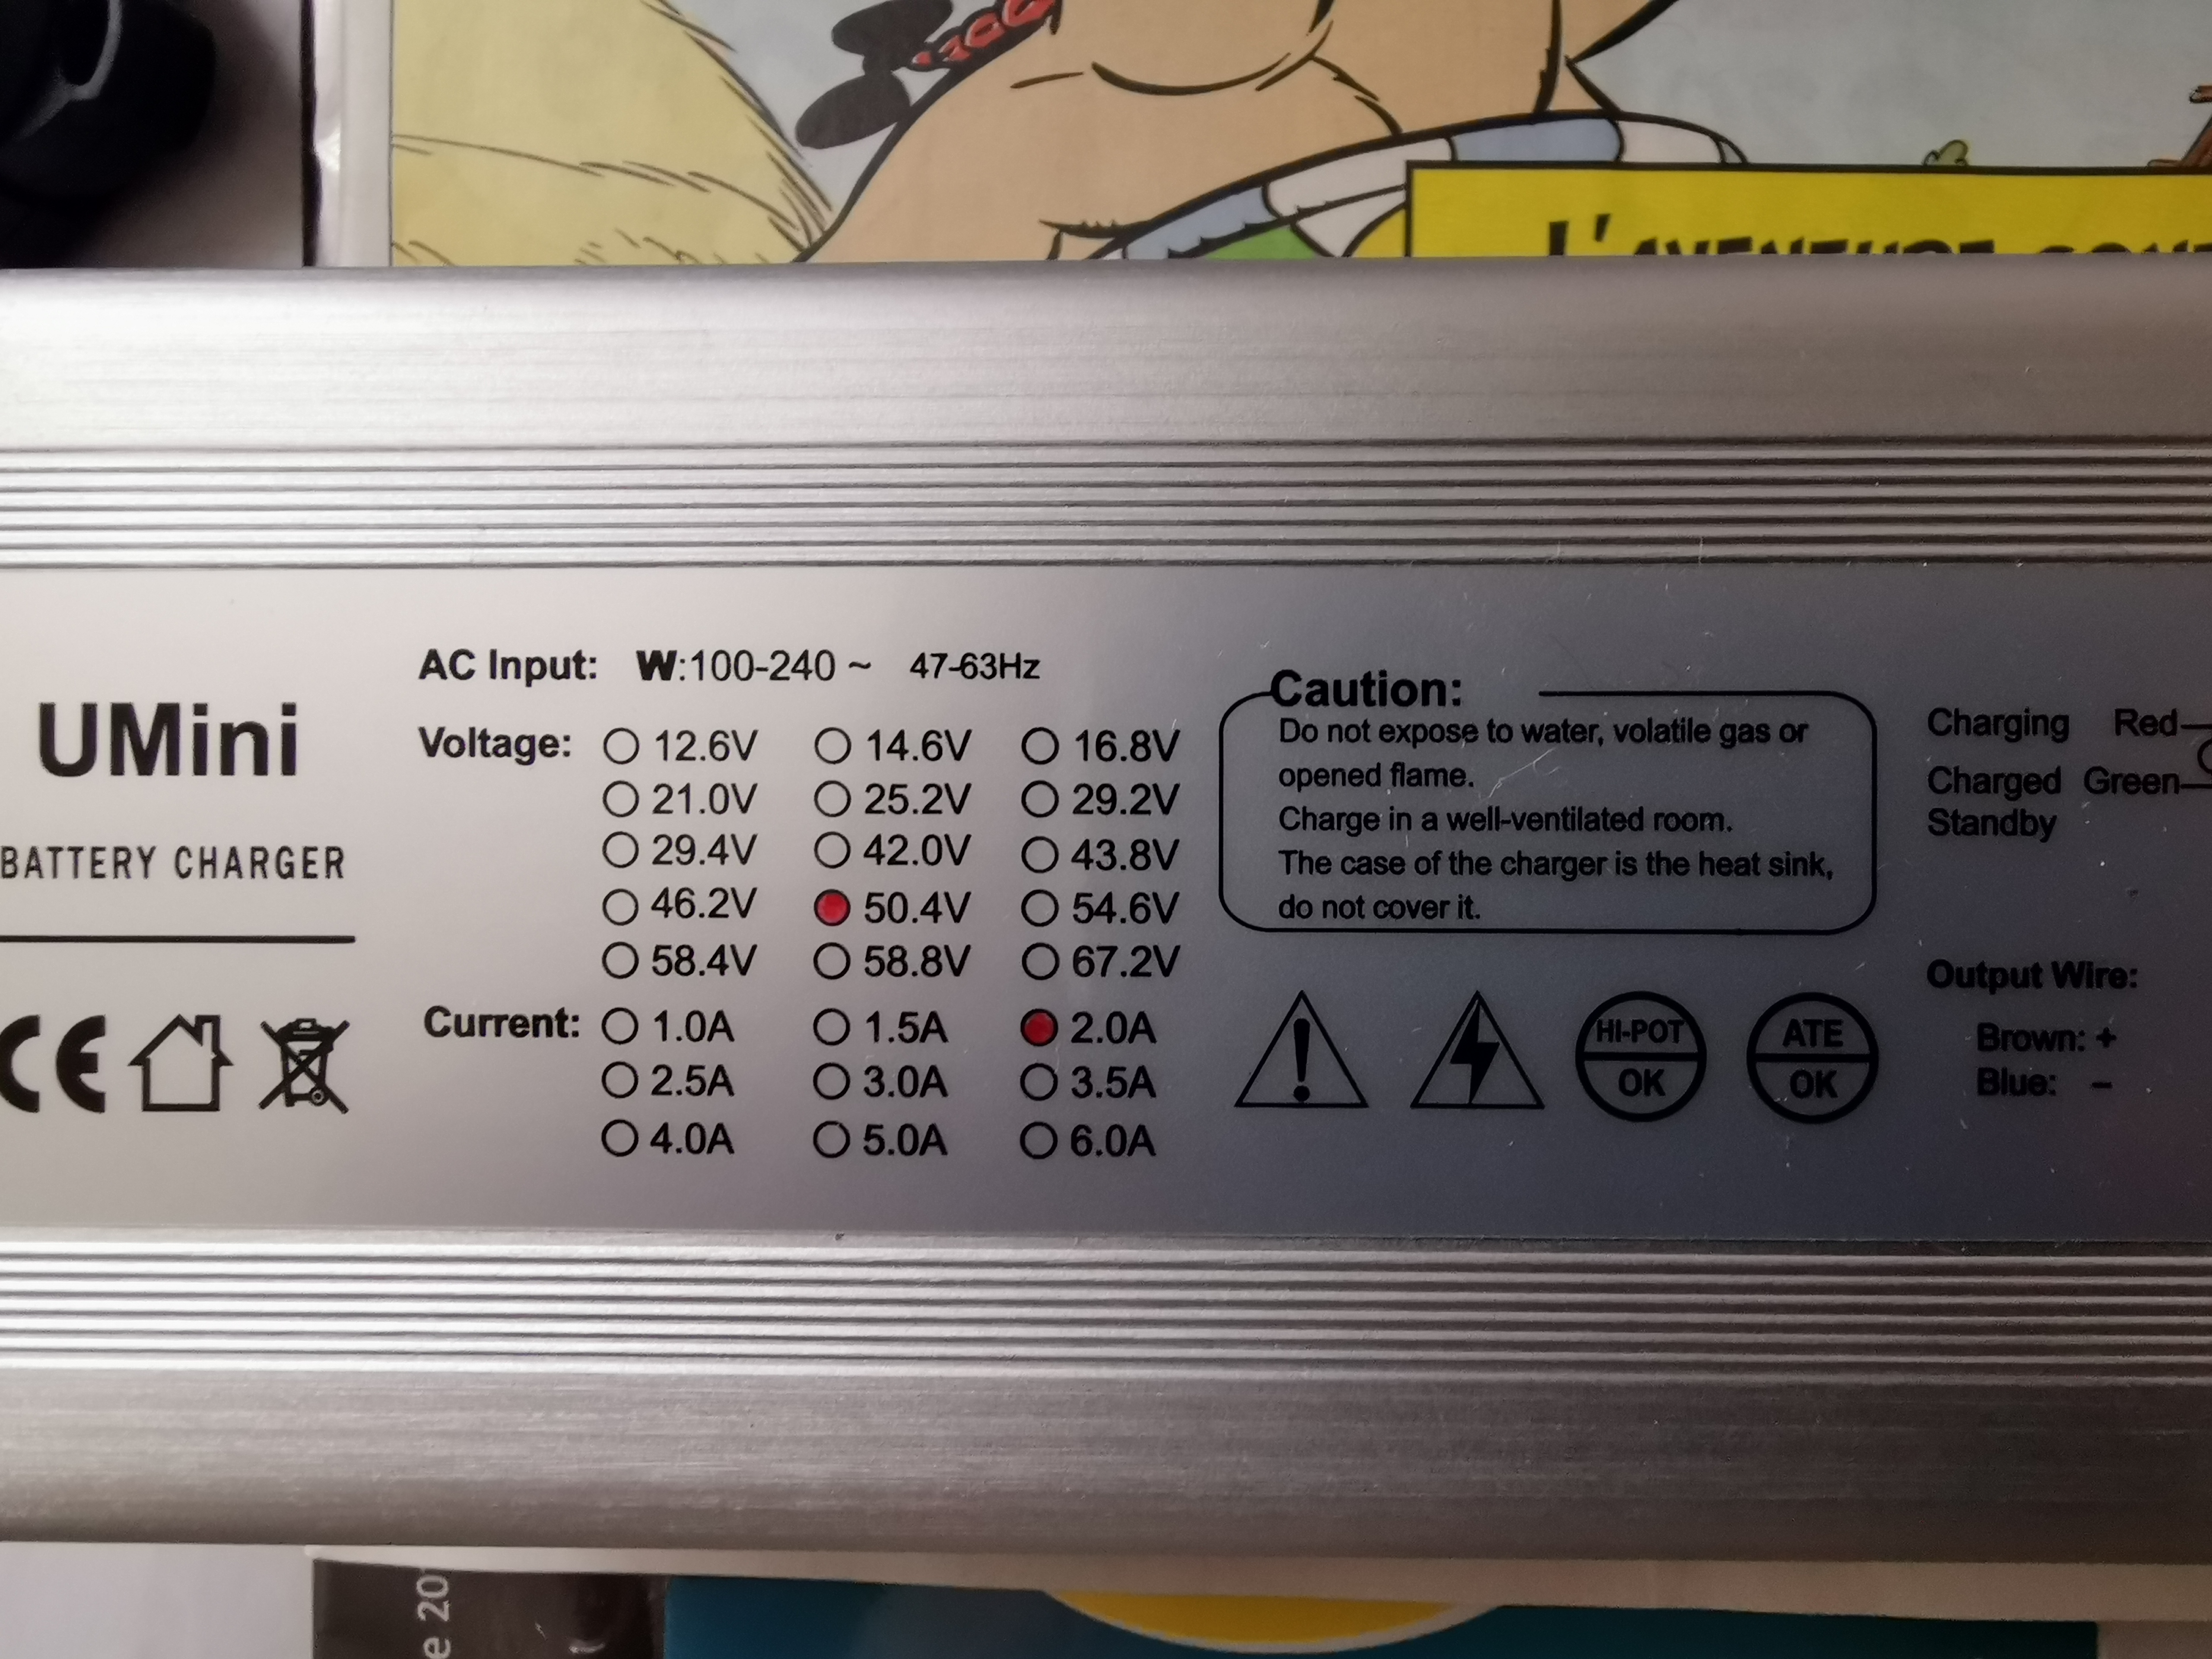 L'AVENTURE
UMini
BATTERY CHARGER
CE
AC Input: W:100-240 ~ 47-63Hz
Voltage: 12.6V 14.6V 16.8V
21.0V 25.2V 29.2V
29.4V 42.0V 43.8V
46.2V 50.4V 54.6V
58.4V 58.8V 67.2V
Current: 1.0A 1.5A 2.0A
2.5A 3.0A 3.5A
4.0A 5.0A 6.0A
Caution:
Do not expose to water, volatile gas or
opened flame.
Charge in a well-ventilated room.
The case of the charger is the heat sink,
do not cover it.
HI-POT
OK
ATE
OK
Charging Red
Charged Green
Standby
Output Wire:
Brown: +
Blue: −
e 20